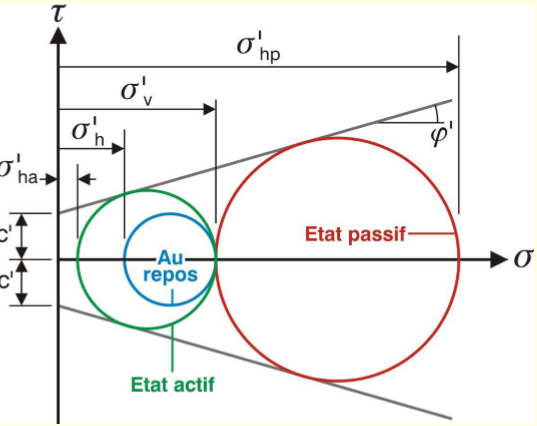 τ
σ'hp
σ'v
σ'h
φ'
σ'ha
c'
Etat passif
Au
repos
σ
c'
Etat actif